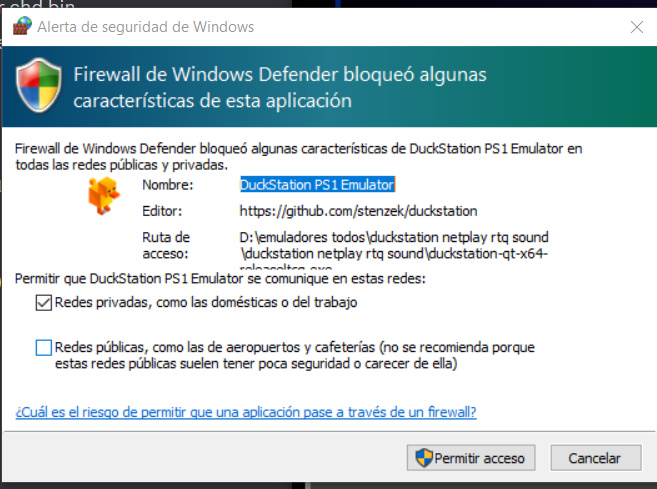 Alerta de seguridad de Windows
Firewall de Windows Defender bloqueó algunas
características de esta aplicación
Firewall de Windows Defender bloqueó algunas características de DuckStation PS1 Emulator en
todas las redes públicas y privadas.
Nombre: DuckStation PS1 Emulator
Editor: https://github.com/stenzek/duckstation
Ruta de D:\emuladores todos\duckstation netplay rtq sound
acceso: \duckstation netplay rtq sound\duckstation-qt-x64-
Permitir que DuckStation PS1 Emulator se comunique en estas redes:
Redes privadas, como las domésticas o del trabajo
Redes públicas, como las de aeropuertos y cafeterías (no se recomienda porque
estas redes públicas suelen tener poca seguridad o carecer de ella)
¿Cuál es el riesgo de permitir que una aplicación pase a través de un firewall?
Permitir acceso Cancelar